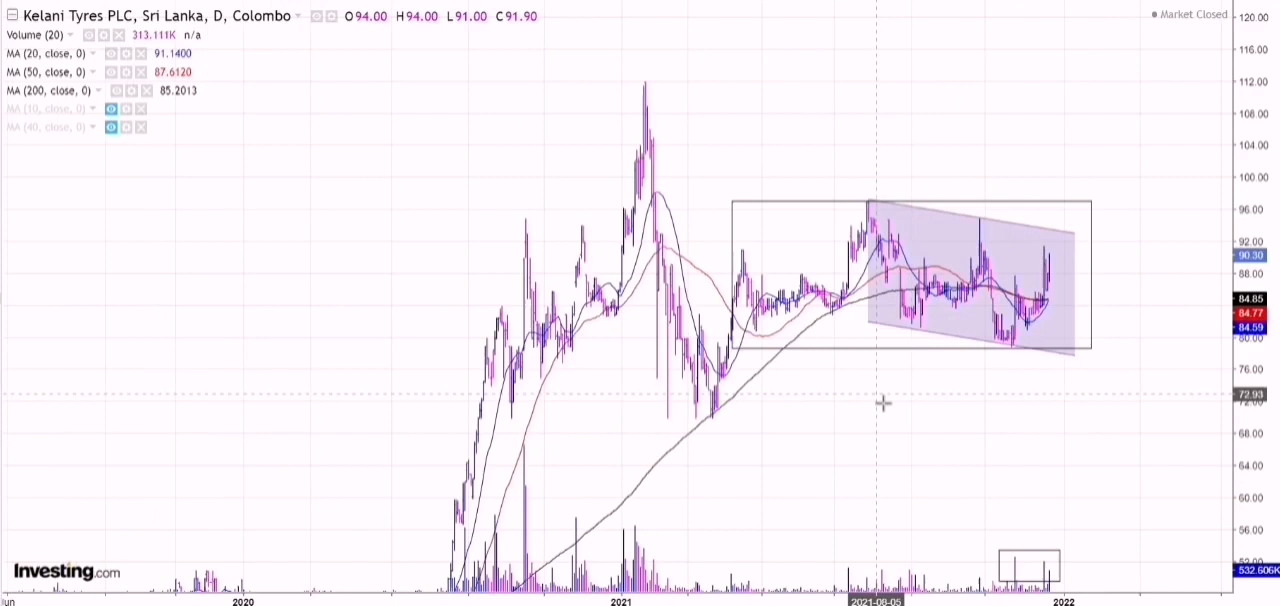 Kelani Tyres PLC, Sri Lanka, D, Colombo O94.00 H94.00 L91.00 C91.90
Market Closed
Volume (20) 313.111K n/a
MA (20, close, 0) 91.1400
MA (50, close, 0) 87.6120
MA (200, close, 0) 85.2013
MA (10, close, 0)
MA (40, close, 0)
120.00
116.00
112.00
108.00
104.00
100.00
96.00
92.00
90.30
88.00
84.85
84.77
84.59
80.00
76.00
72.93
68.00
64.00
60.00
56.00
532.606K
Investing.com
2020
2021
2021-08-05
2022